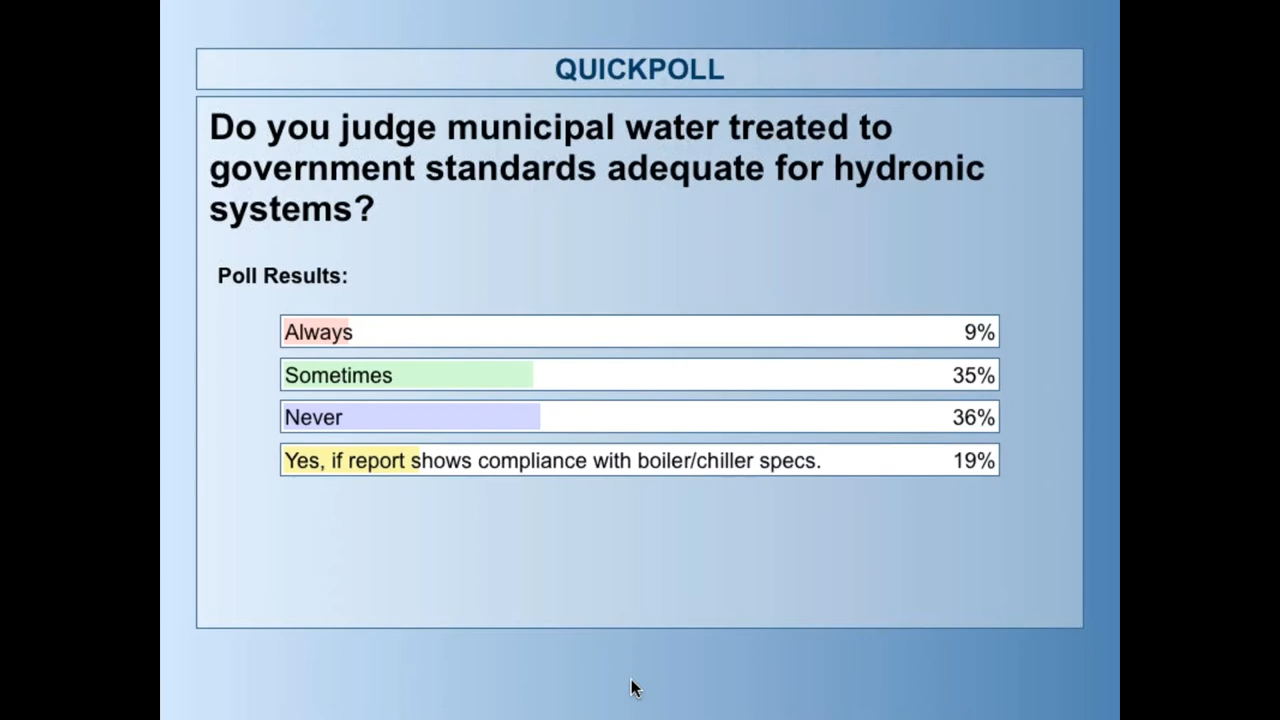 QUICKPOLL
Do you judge municipal water treated to
government standards adequate for hydronic
systems?
Poll Results:
Always 9%
Sometimes 35%
Never 36%
Yes, if report shows compliance with boiler/chiller specs. 19%